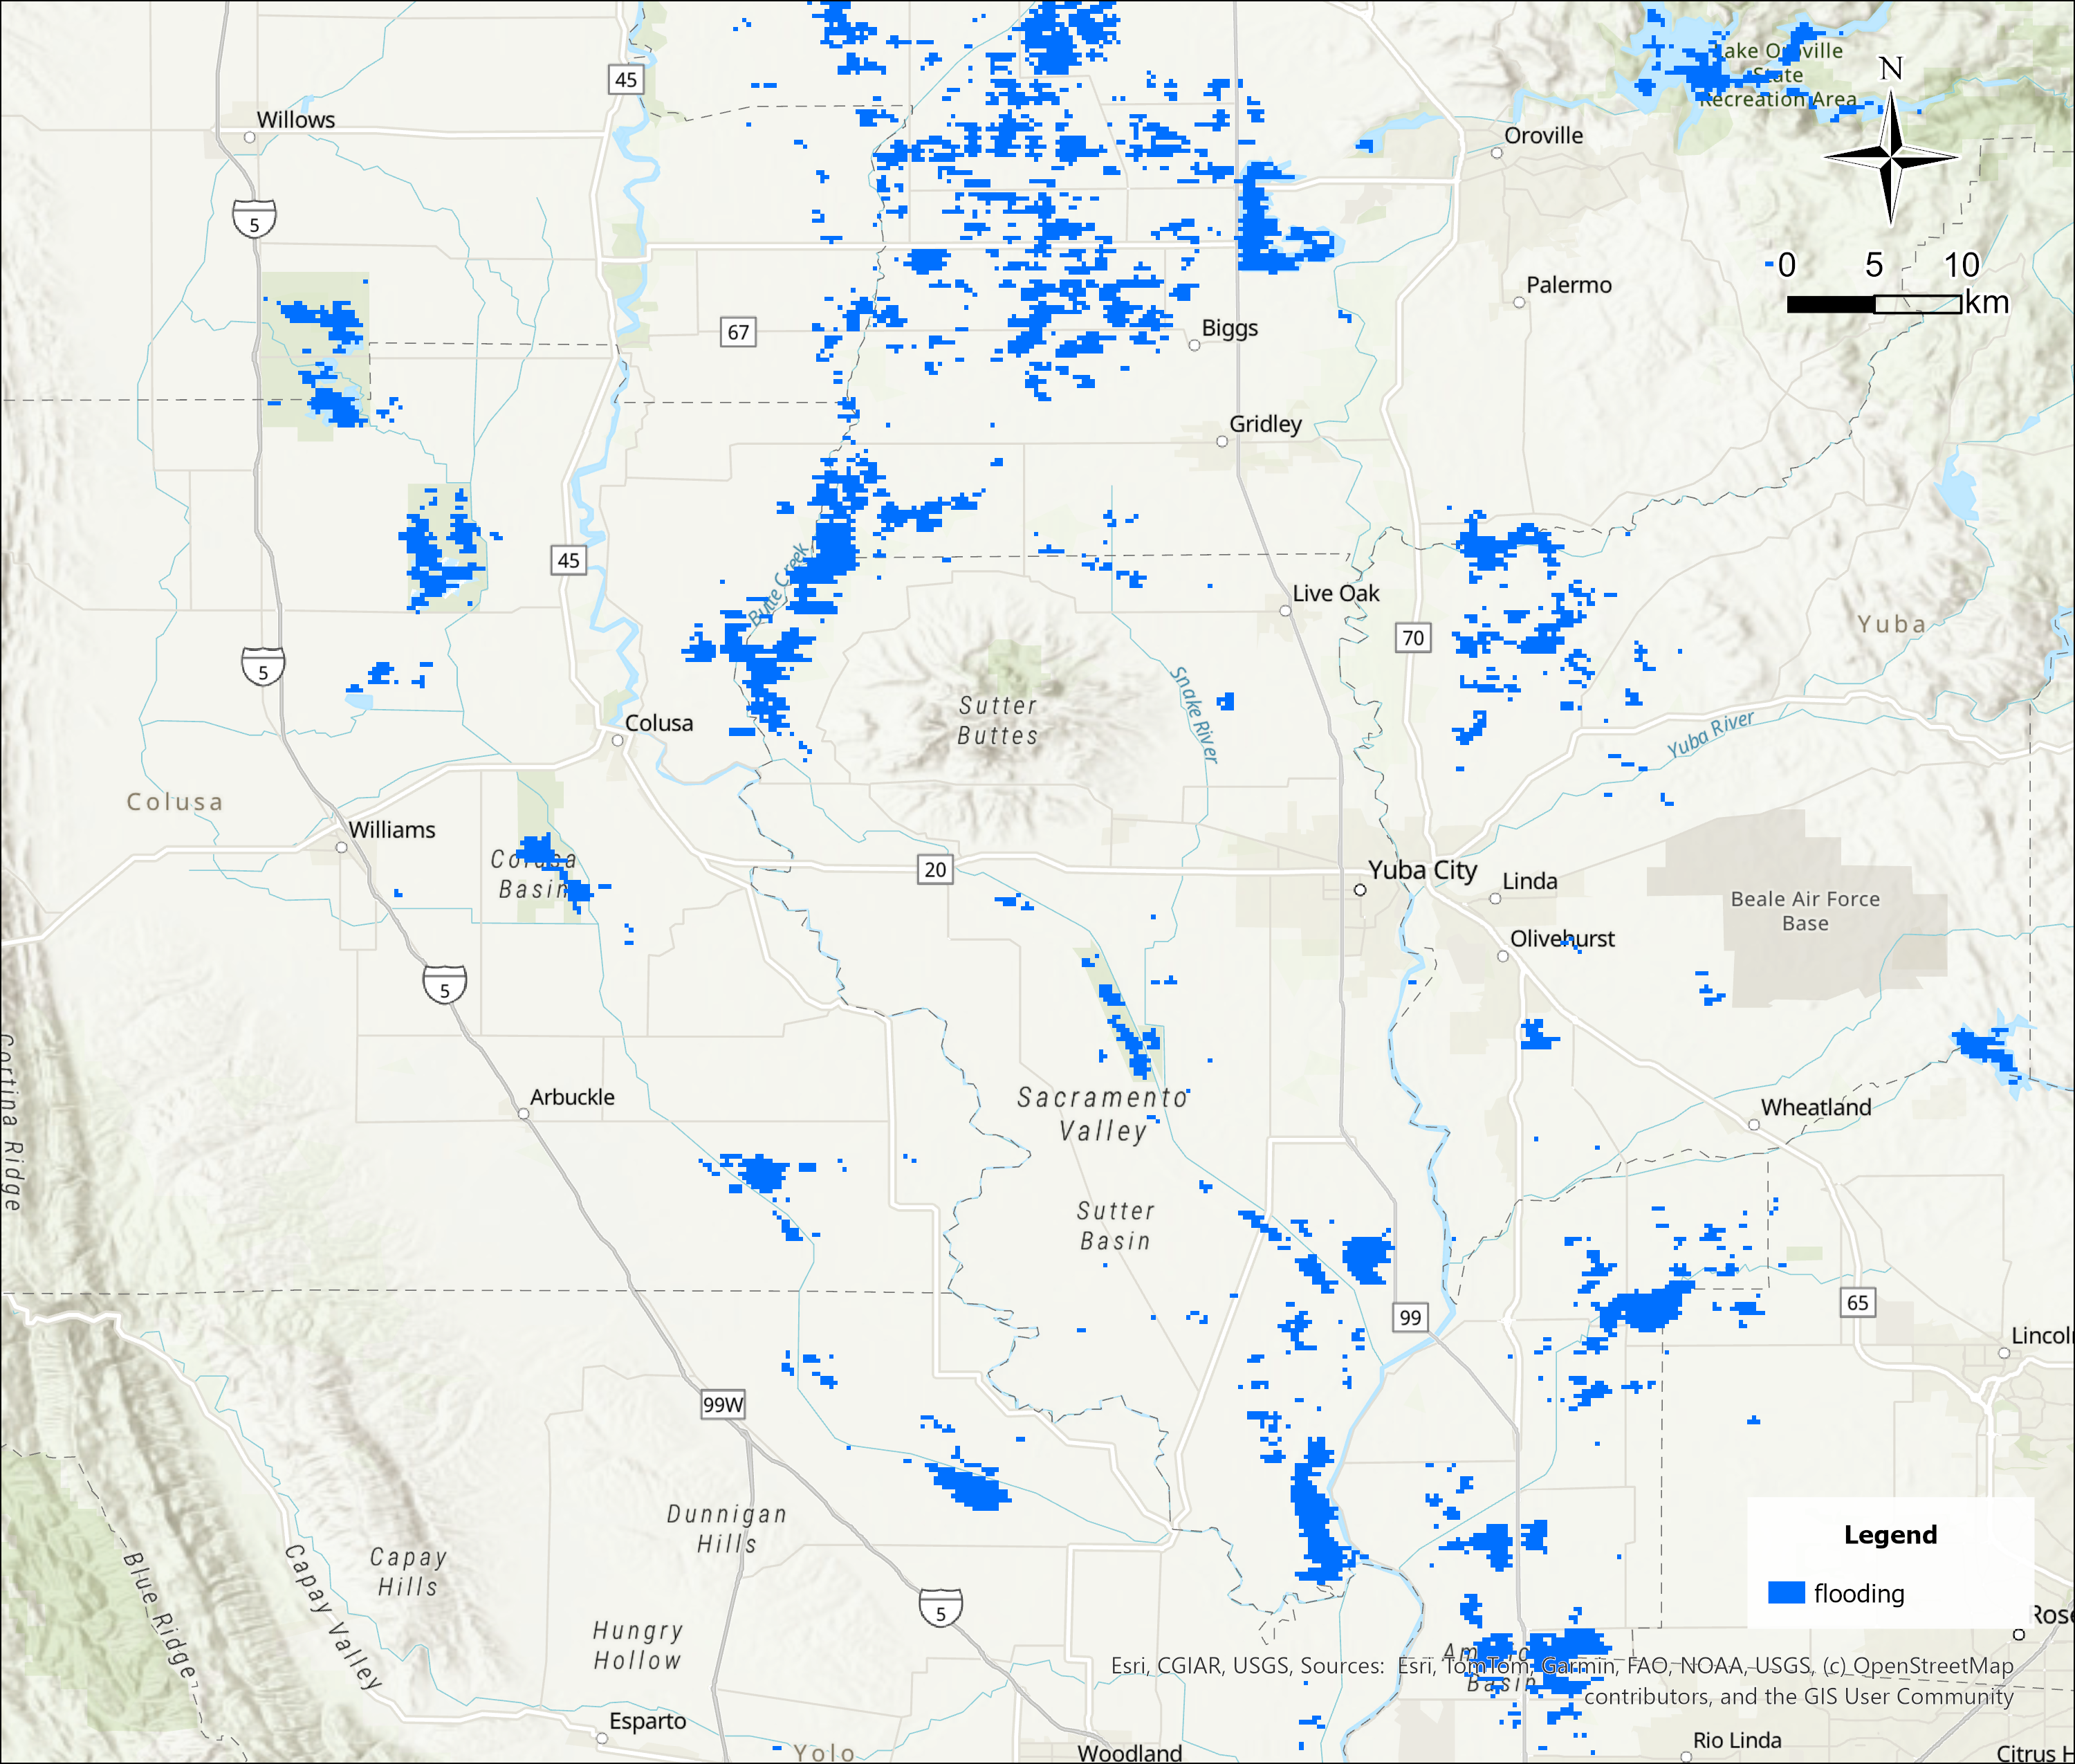 Lake Oroville
State
Recreation Area
N
45
Willows
Oroville
5
0 5 10
km
Palermo
67
Biggs
Gridley
45
Butte Creek
Live Oak
Yuba
70
5
Snake River
Sutter
Buttes
Colusa
Yuba River
Colusa
Williams
Colusa
Basin
20
Yuba City
Linda
Beale Air Force
Base
Olivehurst
5
Cortina Ridge
Arbuckle
Sacramento
Valley
Wheatland
Sutter
Basin
99
65
Lincoln
99W
Dunnigan
Hills
Capay
Hills
Capay Valley
Blue Ridge
Legend
flooding
5
Hungry
Hollow
Rose
Basin
Esri, CGIAR, USGS, Sources: Esri, TomTom, Garmin, FAO, NOAA, USGS, (c) OpenStreetMap
contributors, and the GIS User Community
Esparto
Yolo
Woodland
Rio Linda
Citrus H